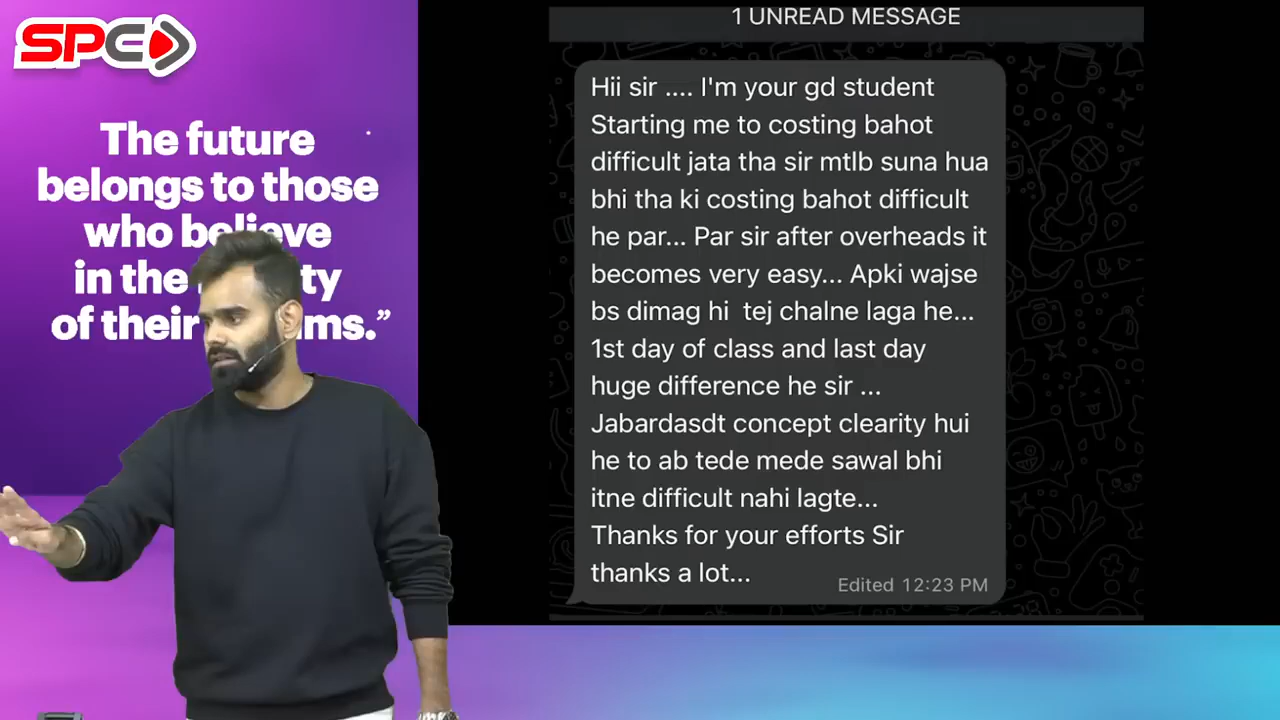 SPC
The future
belongs to those
who believe
in the ty
of their ms.”
1 UNREAD MESSAGE
Hii sir .... I'm your gd student
Starting me to costing bahot
difficult jata tha sir mtlb suna hua
bhi tha ki costing bahot difficult
he par... Par sir after overheads it
becomes very easy... Apki wajse
bs dimag hi tej chalne laga he...
1st day of class and last day
huge difference he sir ...
Jabardasdt concept clearity hui
he to ab tede mede sawal bhi
itne difficult nahi lagte...
Thanks for your efforts Sir
thanks a lot...
Edited 12:23 PM